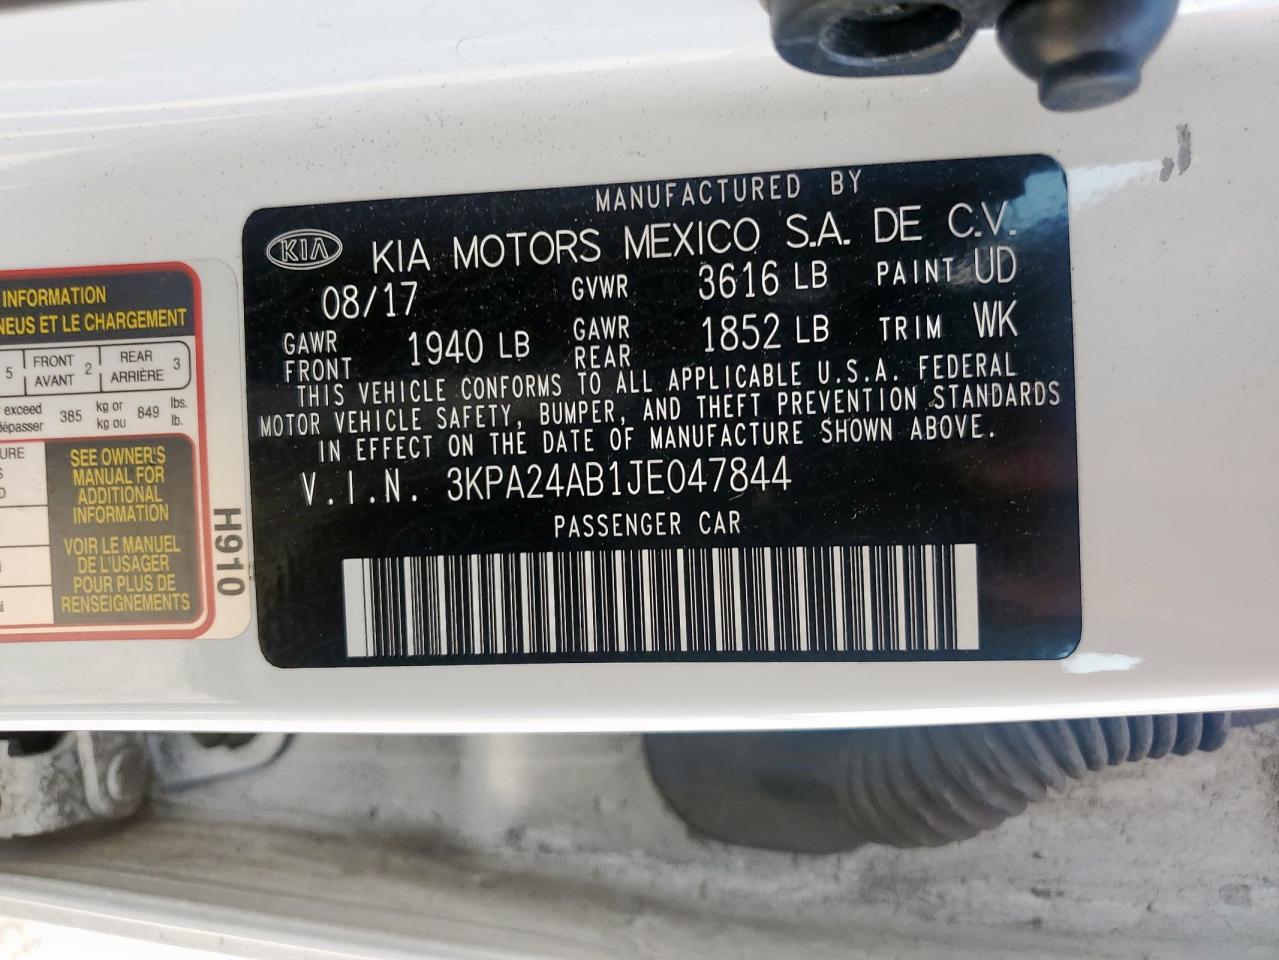 MANUFACTURED BY
KIA KIA MOTORS MEXICO S.A. DE C.V.
08/17 GVWR 3616 LB PAINT UD
GAWR FRONT 1940 LB GAWR REAR 1852 LB TRIM WK
THIS VEHICLE CONFORMS TO ALL APPLICABLE U.S.A. FEDERAL
MOTOR VEHICLE SAFETY, BUMPER, AND THEFT PREVENTION STANDARDS
IN EFFECT ON THE DATE OF MANUFACTURE SHOWN ABOVE.
V.I.N. 3KPA24AB1JE047844
PASSENGER CAR
INFORMATION
NEUS ET LE CHARGEMENT
5 FRONT AVANT 2 REAR ARRIÈRE 3
exceed 385 kg or 849 lbs.
dépasser kg ou lb.
SEE OWNER'S
MANUAL FOR
ADDITIONAL
INFORMATION
VOIR LE MANUEL
DE L'USAGER
POUR PLUS DE
RENSEIGNEMENTS
H910